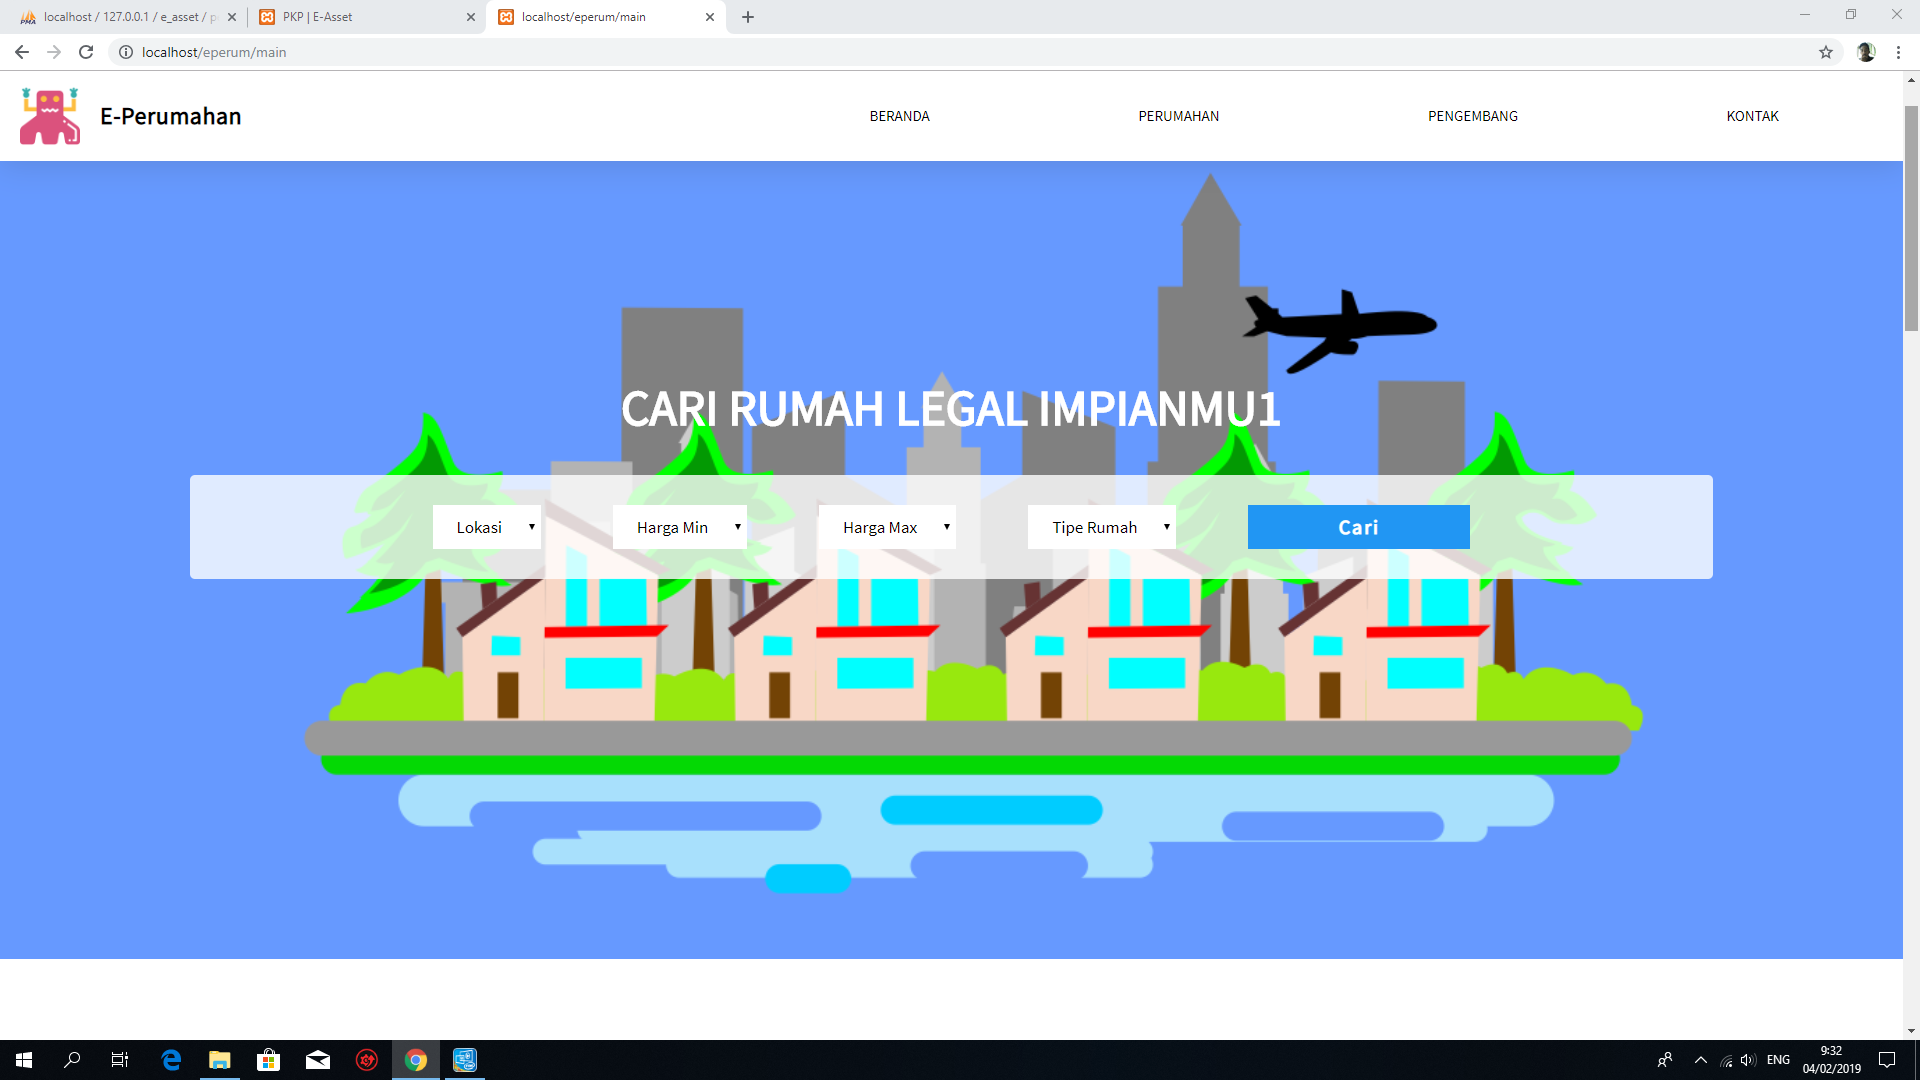 localhost / 127.0.0.1 / e_asset / p
PKP | E-Asset
localhost/eperum/main
localhost/eperum/main
E-Perumahan
BERANDA
PERUMAHAN
PENGEMBANG
KONTAK
CARI RUMAH LEGAL IMPIANMU1
Lokasi
Harga Min
Harga Max
Tipe Rumah
Cari
ENG
9:32
04/02/2019